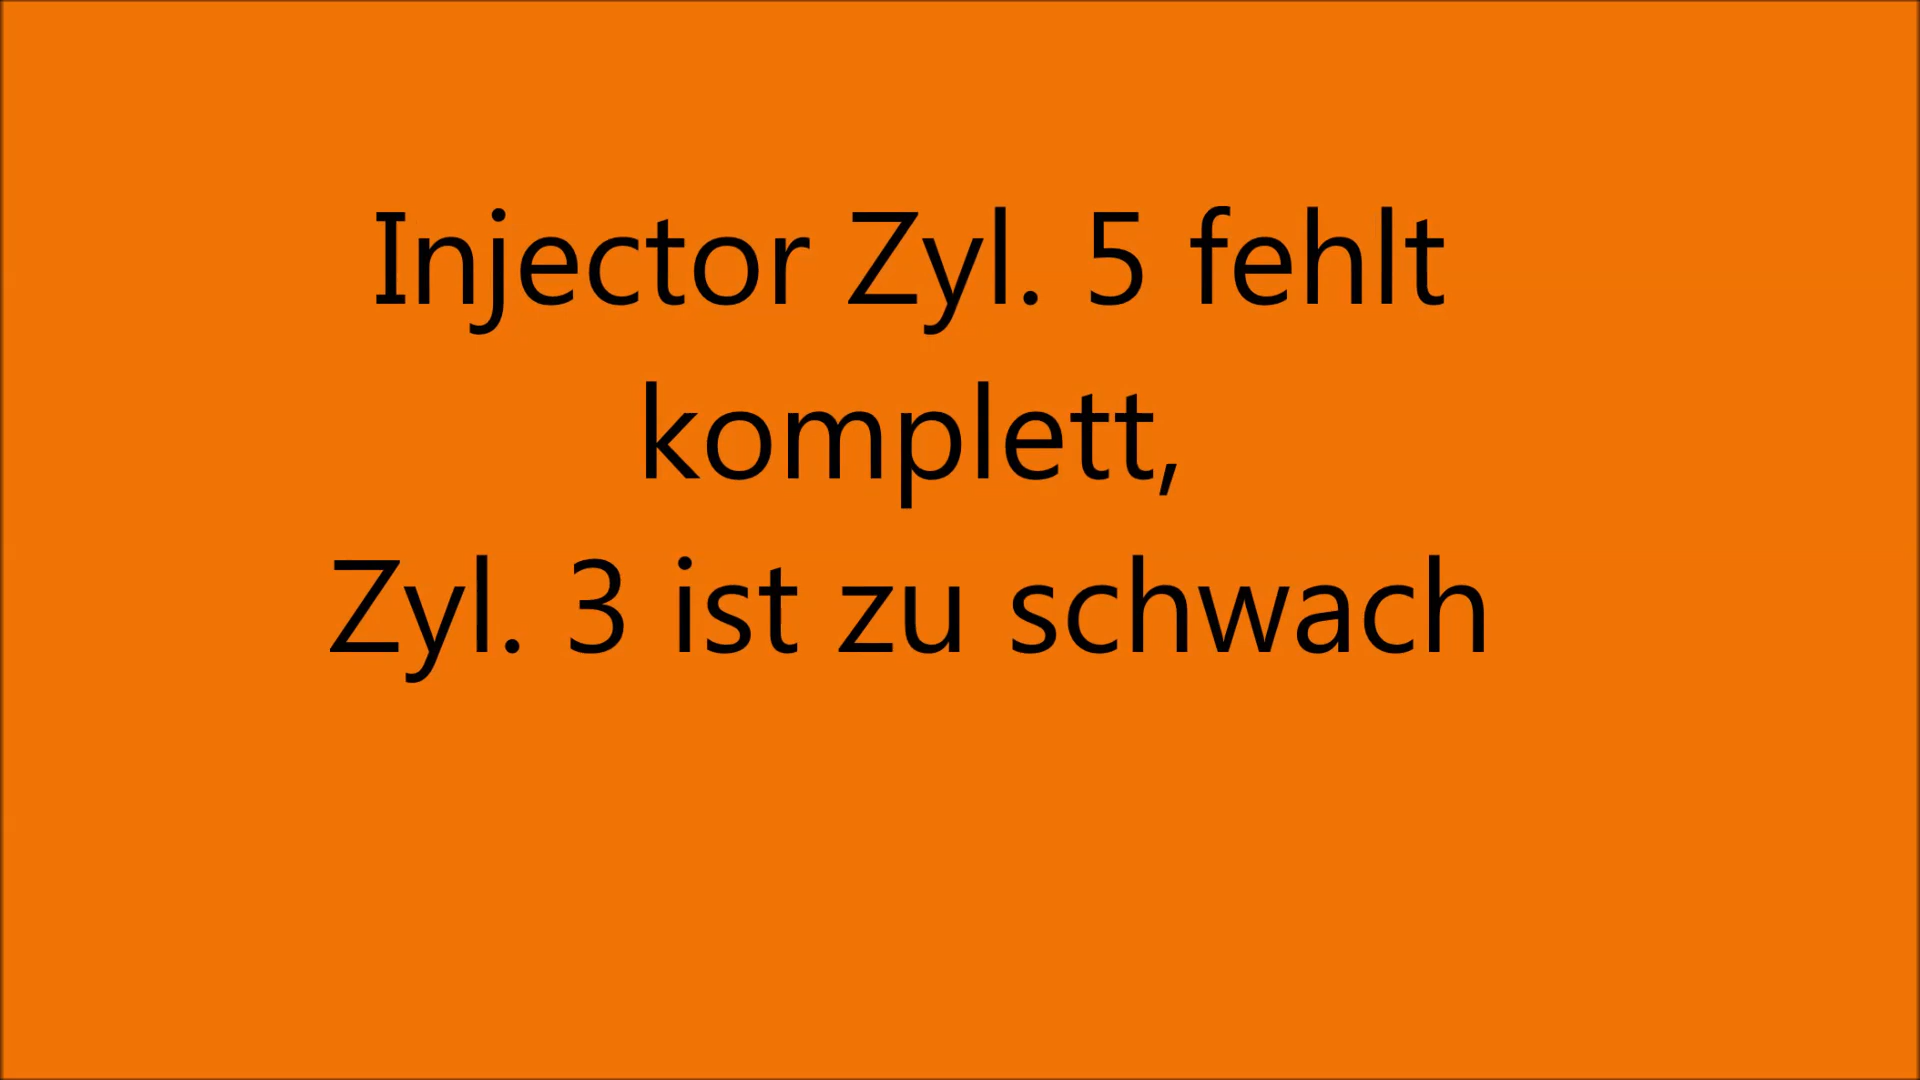 Injector Zyl. 5 fehlt
komplett,
Zyl. 3 ist zu schwach